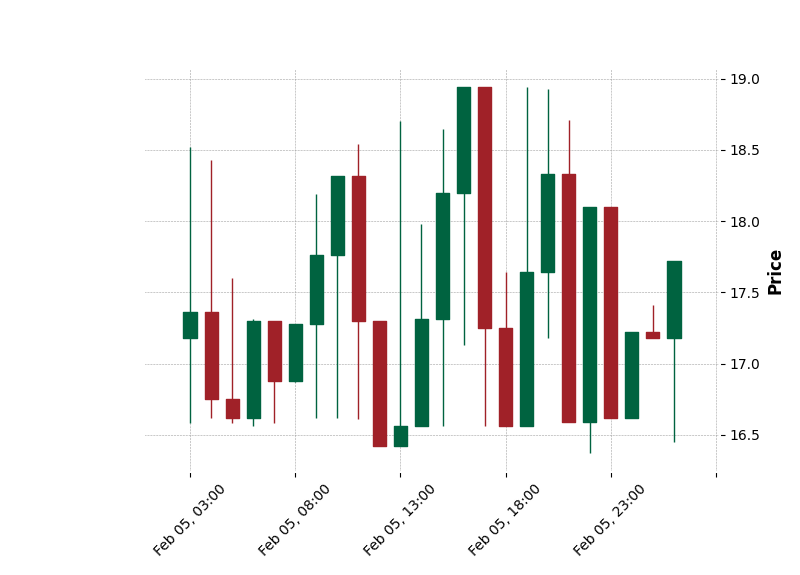 19.0
18.5
18.0
17.5
17.0
16.5
Price
Feb 05, 03:00
Feb 05, 08:00
Feb 05, 13:00
Feb 05, 18:00
Feb 05, 23:00